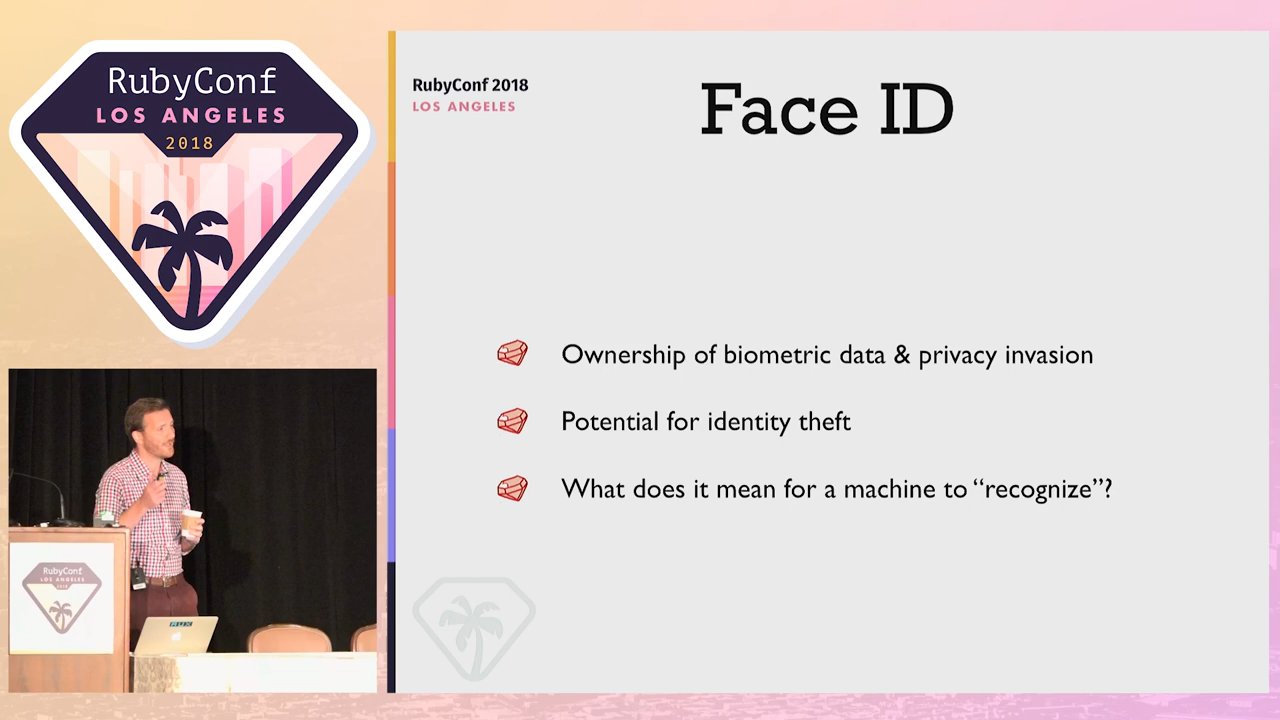 RubyConf
LOS ANGELES
2018
RubyConf 2018
LOS ANGELES
Face ID
Ownership of biometric data & privacy invasion
Potential for identity theft
What does it mean for a machine to “recognize”?
RubyConf
LOS ANGELES
2018